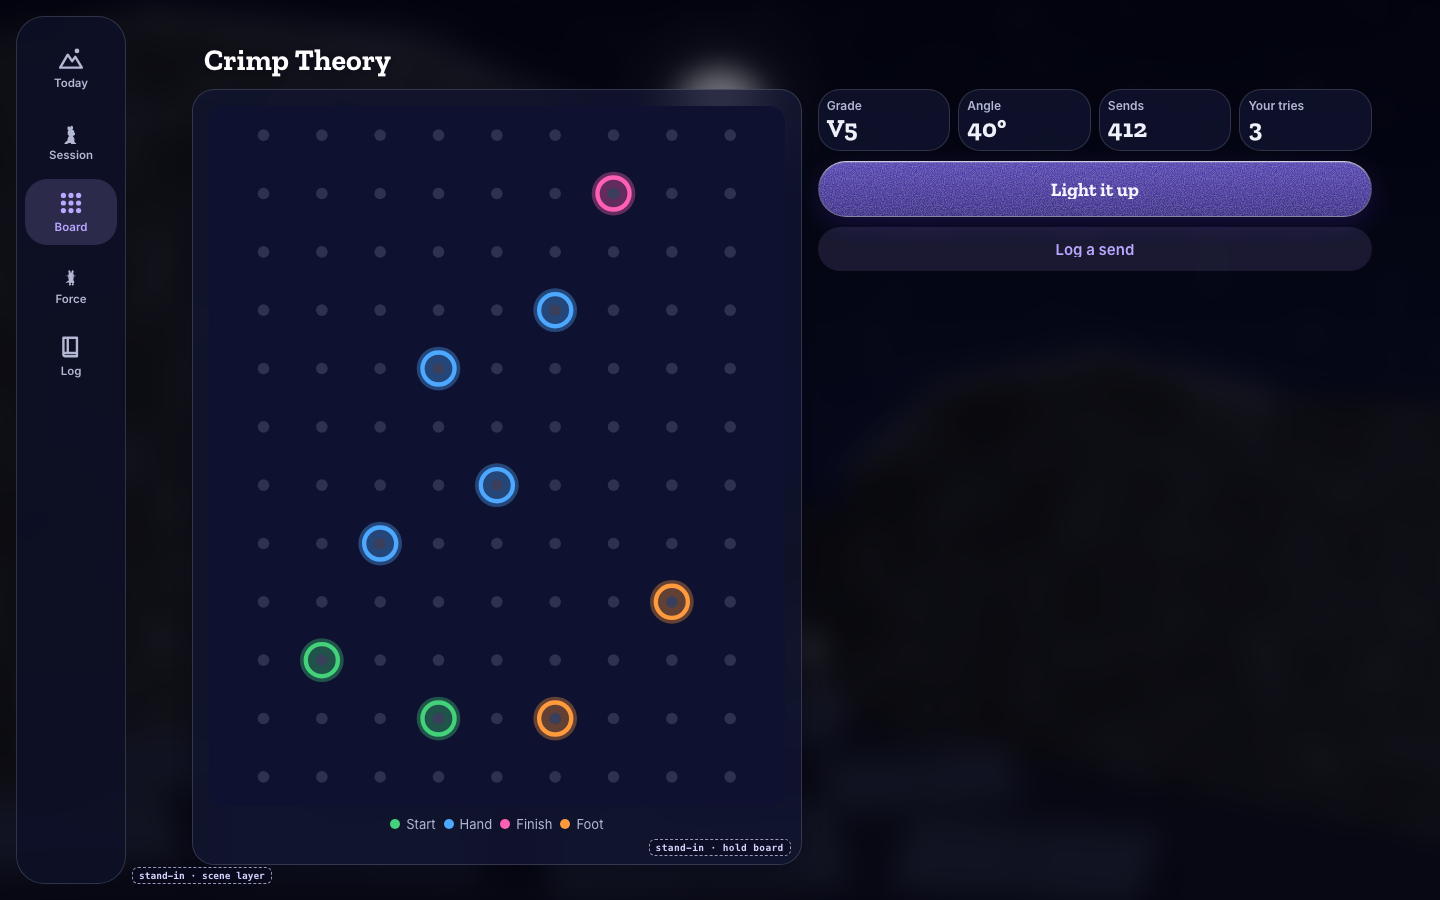 Today
Session
Board
Force
Log
Crimp Theory
Grade
V5
Angle
40°
Sends
412
Your tries
3
Light it up
Log a send
Start
Hand
Finish
Foot
stand-in · hold board
stand-in · scene layer